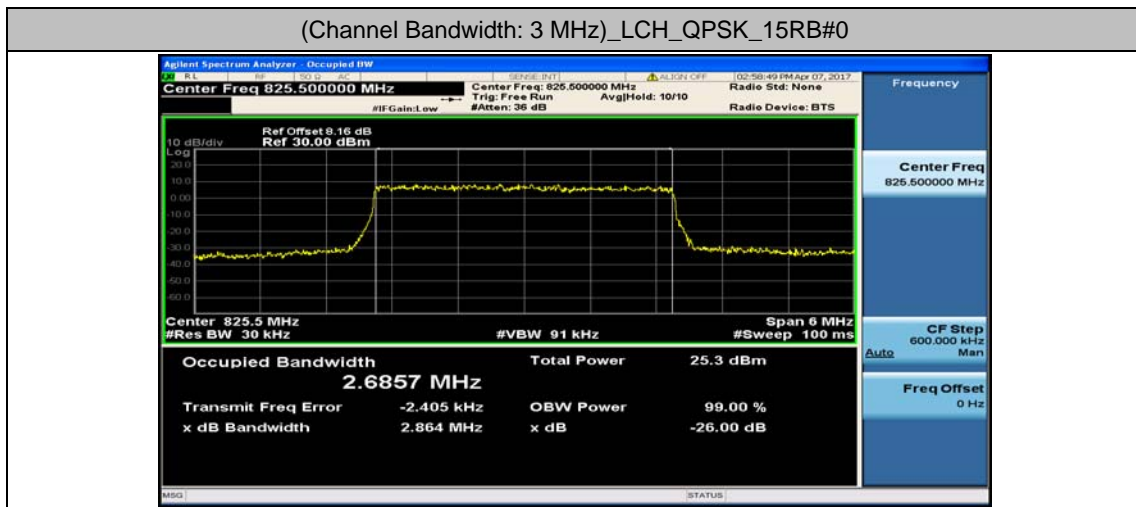 (Channel Bandwidth: 3 MHz)_LCH_QPSK_15RB#0
Agilent Spectrum Analyzer - Occupied BW
RL RF 50 Ω AC SENSE:INT ALIGN OFF 02:58:49 PM Apr 07, 2017
Center Freq 825.500000 MHz Center Freq: 825.500000 MHz Radio Std: None
Trig: Free Run Avg|Hold: 10/10
#IFGain:Low #Atten: 36 dB Radio Device: BTS
Ref Offset 8.16 dB
10 dB/div Ref 30.00 dBm
Log
20.0
10.0
0.00
-10.0
-20.0
-30.0
-40.0
-50.0
-60.0
Center 825.5 MHz Span 6 MHz
#Res BW 30 kHz #VBW 91 kHz #Sweep 100 ms
Occupied Bandwidth Total Power 25.3 dBm
2.6857 MHz
Transmit Freq Error -2.405 kHz OBW Power 99.00 %
x dB Bandwidth 2.864 MHz x dB -26.00 dB
MSG STATUS
Frequency
Center Freq
825.500000 MHz
CF Step
600.000 kHz
Auto Man
Freq Offset
0 Hz